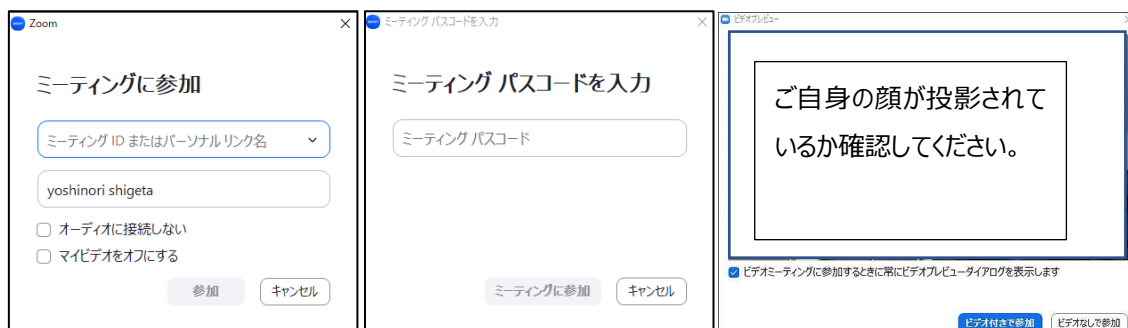 Zoom
ミーティングに参加
ミーティング ID またはパーソナル リンク名
yoshinori shigeta
オーディオに接続しない
マイビデオをオフにする
参加
キャンセル
ミーティング パスコードを入力
ミーティング パスコードを入力
ミーティング パスコード
ミーティングに参加
キャンセル
ビデオプレビュー
ご自身の顔が投影されて
いるか確認してください。
ビデオミーティングに参加するときに常にビデオプレビューダイアログを表示します
ビデオ付きで参加
ビデオなしで参加